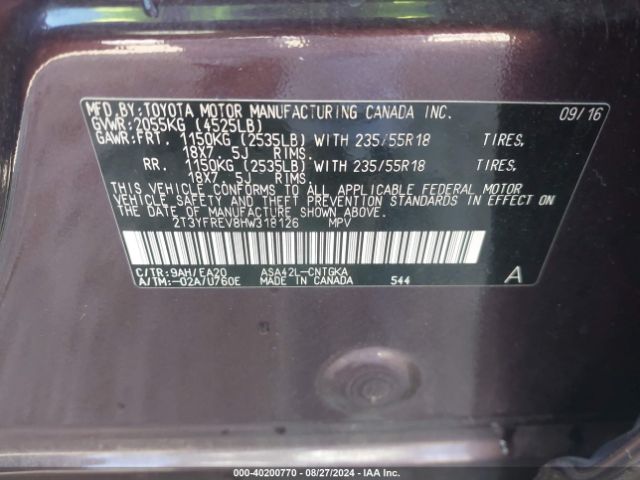 MFD.BY:TOYOTA MOTOR MANUFACTURING CANADA INC. 09/16
GVWR:2055KG (4525LB)
GAWR:FRT. 1150KG (2535LB) WITH 235/55R18 TIRES,
18X7. 5J RIMS.
RR. 1150KG (2535LB) WITH 235/55R18 TIRES,
18X7. 5J RIMS.
THIS VEHICLE CONFORMS TO ALL APPLICABLE FEDERAL MOTOR
VEHICLE SAFETY AND THEFT PREVENTION STANDARDS IN EFFECT ON
THE DATE OF MANUFACTURE SHOWN ABOVE.
2T3YFREV8HW318126 MPV
C/TR:9AH/EA20 ASA42L-CNTGKA
A/TM:-02A/U760E MADE IN CANADA 544 A
000-40200770 - 08/27/2024 - IAA Inc.